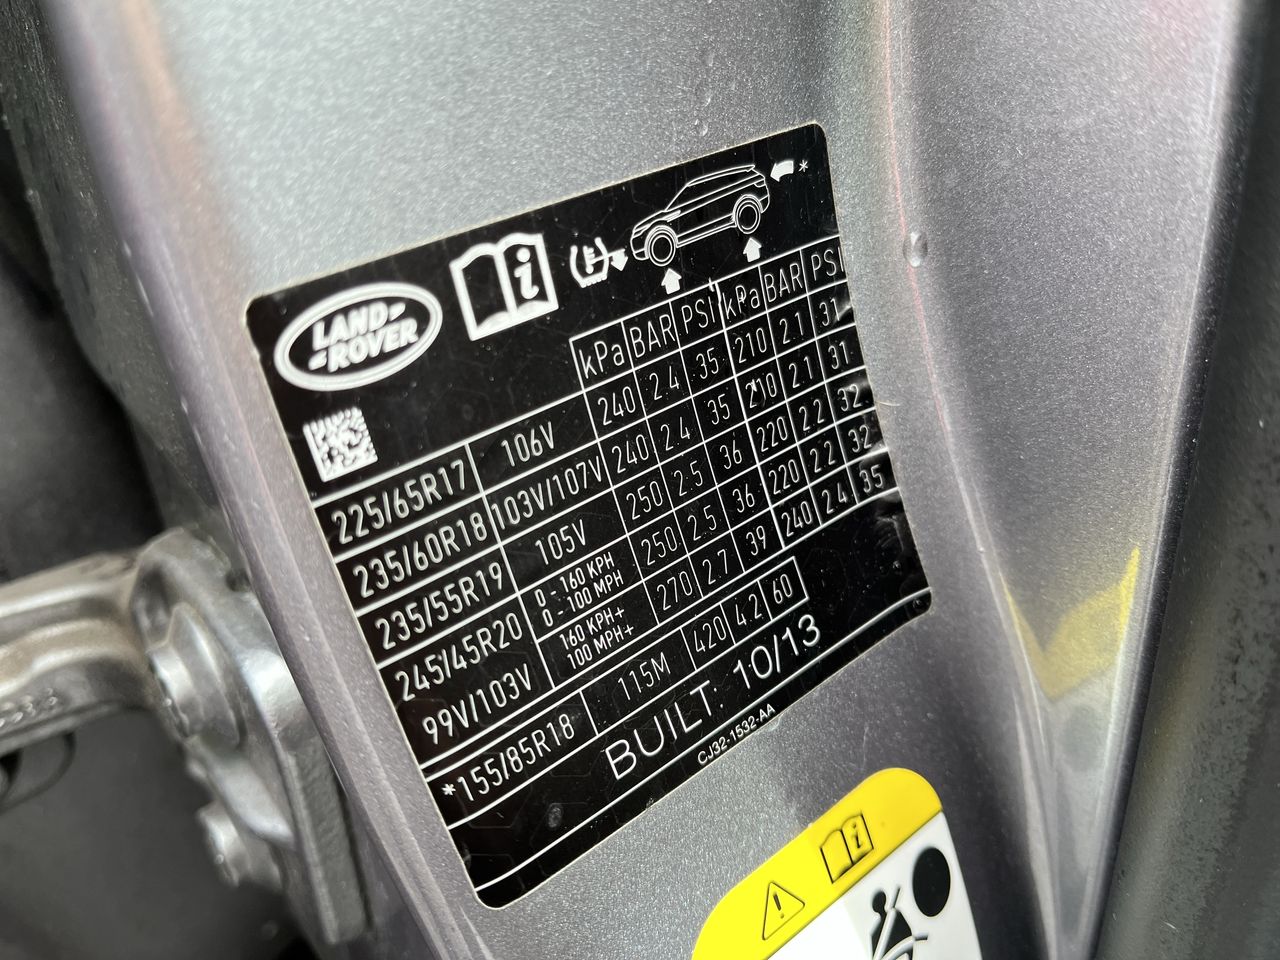 LAND-
-ROVER
i
*
kPa BAR PSI kPa BAR PSI
225/65R17 106V 240 2.4 35 210 2.1 31
235/60R18 103V/107V 240 2.4 35 210 2.1 31
235/55R19 105V 250 2.5 36 220 2.2 32
245/45R20 0 - 160 KPH 250 2.5 36 220 2.2 32
0 - 100 MPH
99V/103V 160 KPH+ 270 2.7 39 240 2.4 35
100 MPH+
*155/85R18 115M 420 4.2 60
BUILT: 10/13
CJ32-1532-AA
i